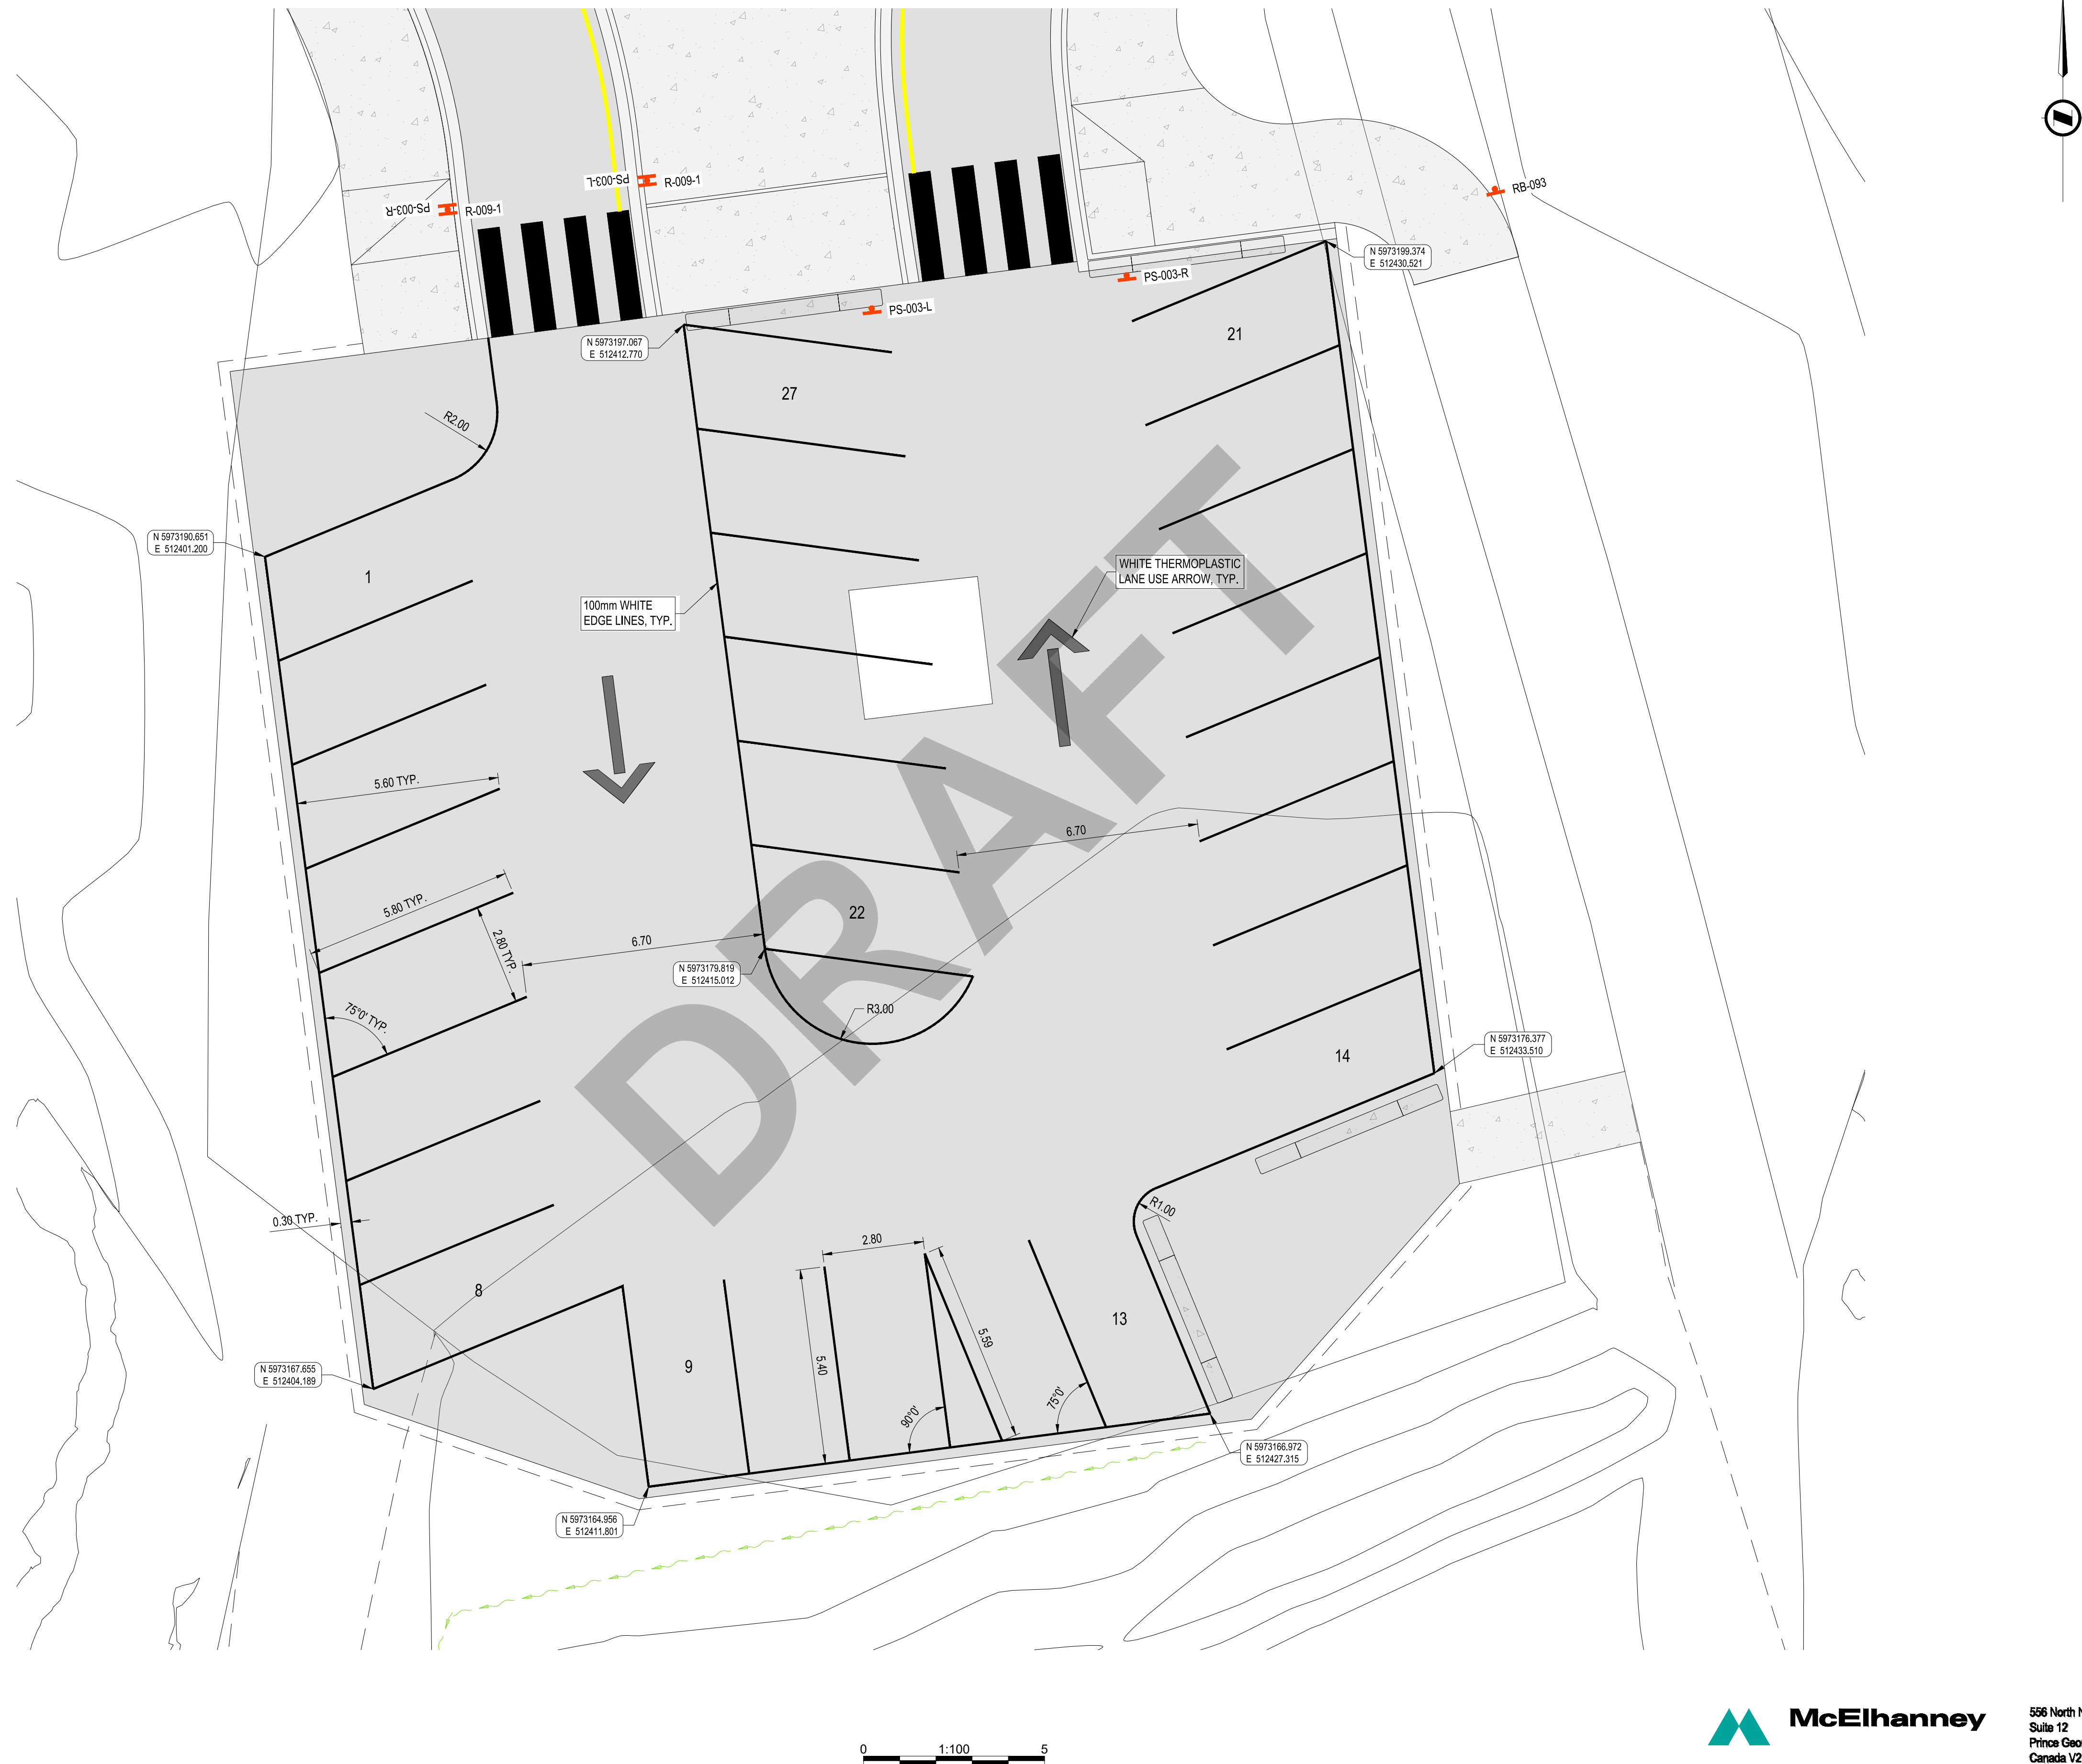 PS-003-L
R-009-1
PS-003-R
R-009-1
RB-093
N 5973199.374
E 512430.521
PS-003-R
PS-003-L
N 5973197.067
E 512412.770
21
27
R2.00
N 5973190.651
E 512401.200
1
WHITE THERMOPLASTIC
LANE USE ARROW, TYP.
100mm WHITE
EDGE LINES, TYP.
5.60 TYP.
6.70
5.80 TYP.
2.80 TYP.
22
6.70
N 5973179.819
E 512415.012
R3.00
75°0' TYP.
DRAFT
14
N 5973176.377
E 512433.510
R1.00
0.30 TYP.
2.80
8
13
5.59
5.40
9
N 5973167.655
E 512404.189
75°0'
90°0'
N 5973166.972
E 512427.315
N 5973164.956
E 512411.801
McElhanney
556 North N
Suite 12
Prince Geo
Canada V2
0 1:100 5